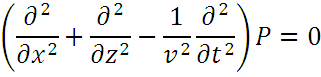 (∂²/∂x² + ∂²/∂z² − 1/v² ∂²/∂t²) P = 0